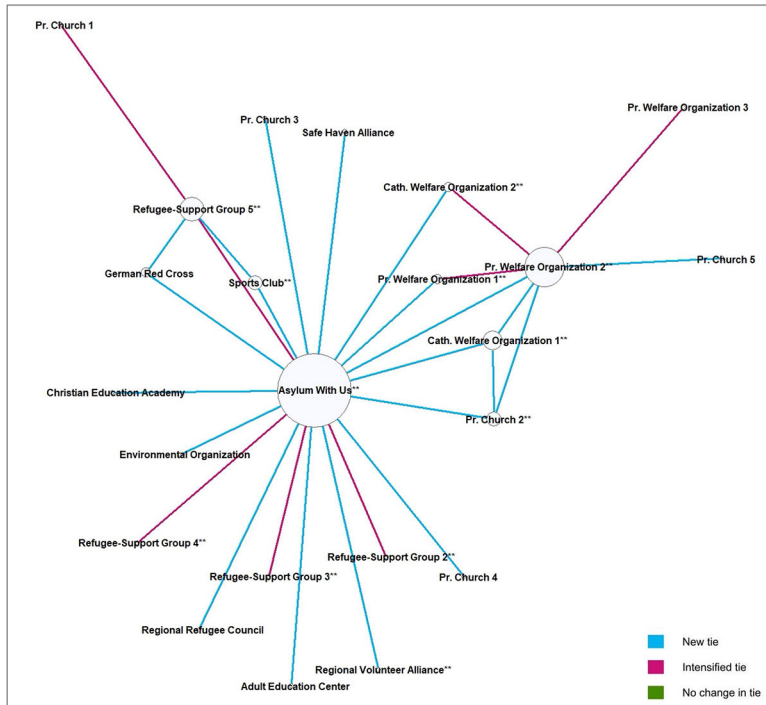 Pr. Church 1
Pr. Welfare Organization 3
Pr. Church 3
Safe Haven Alliance
Cath. Welfare Organization 2**
Refugee-Support Group 5**
Pr. Church 5
Pr. Welfare Organization 2**
German Red Cross
Sports Club**
Pr. Welfare Organization 1**
Cath. Welfare Organization 1**
Christian Education Academy
Asylum With Us**
Pr. Church 2**
Environmental Organization
Refugee-Support Group 4**
Refugee-Support Group 2**
Refugee-Support Group 3**
Pr. Church 4
Regional Refugee Council
Regional Volunteer Alliance**
Adult Education Center
New tie
Intensified tie
No change in tie